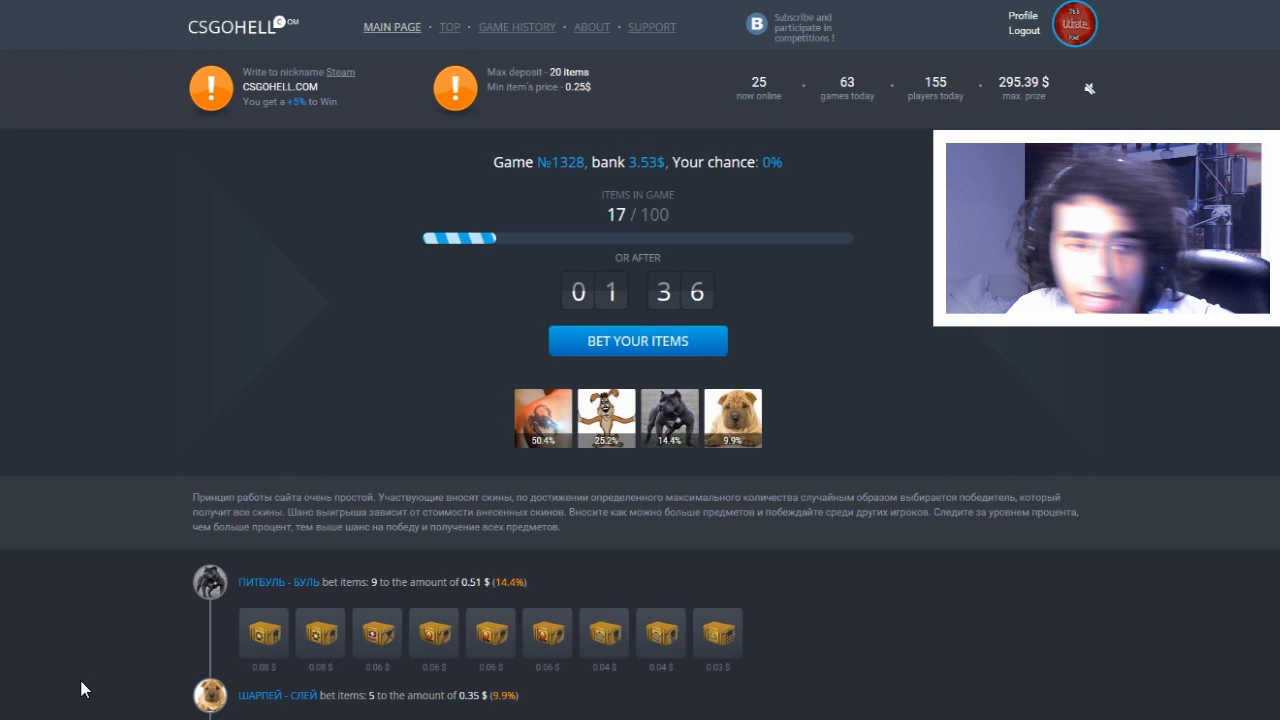 CSGOHELL.COM
MAIN PAGE · TOP · GAME HISTORY · ABOUT · SUPPORT
B
Subscribe and
participate in
competitions !
Profile
Logout
Write to nickname Steam
CSGOHELL.COM
You get a +5% to Win
Max deposit - 20 items
Min item's price - 0.25$
25
now online
63
games today
155
players today
295.39 $
max. prize
Game №1328, bank 3.53$, Your chance: 0%
ITEMS IN GAME
17 / 100
OR AFTER
01 36
BET YOUR ITEMS
50.4% 25.2% 14.4% 9.9%
Принцип работы сайта очень простой. Участвующие вносят скины, по достижении определенного максимального количества случайным образом выбирается победитель, который
получит все скины. Шанс выигрыша зависит от стоимости внесенных скинов. Вносите как можно больше предметов и побеждайте среди других игроков. Следите за уровнем процента,
чем больше процент, тем выше шанс на победу и получение всех предметов.
ПИТБУЛЬ - БУЛЬ bet items: 9 to the amount of 0.51 $ (14.4%)
0.08 $ 0.08 $ 0.06 $ 0.06 $ 0.06 $ 0.06 $ 0.04 $ 0.04 $ 0.03 $
ШАРПЕЙ - СЛЕЙ bet items: 5 to the amount of 0.35 $ (9.9%)